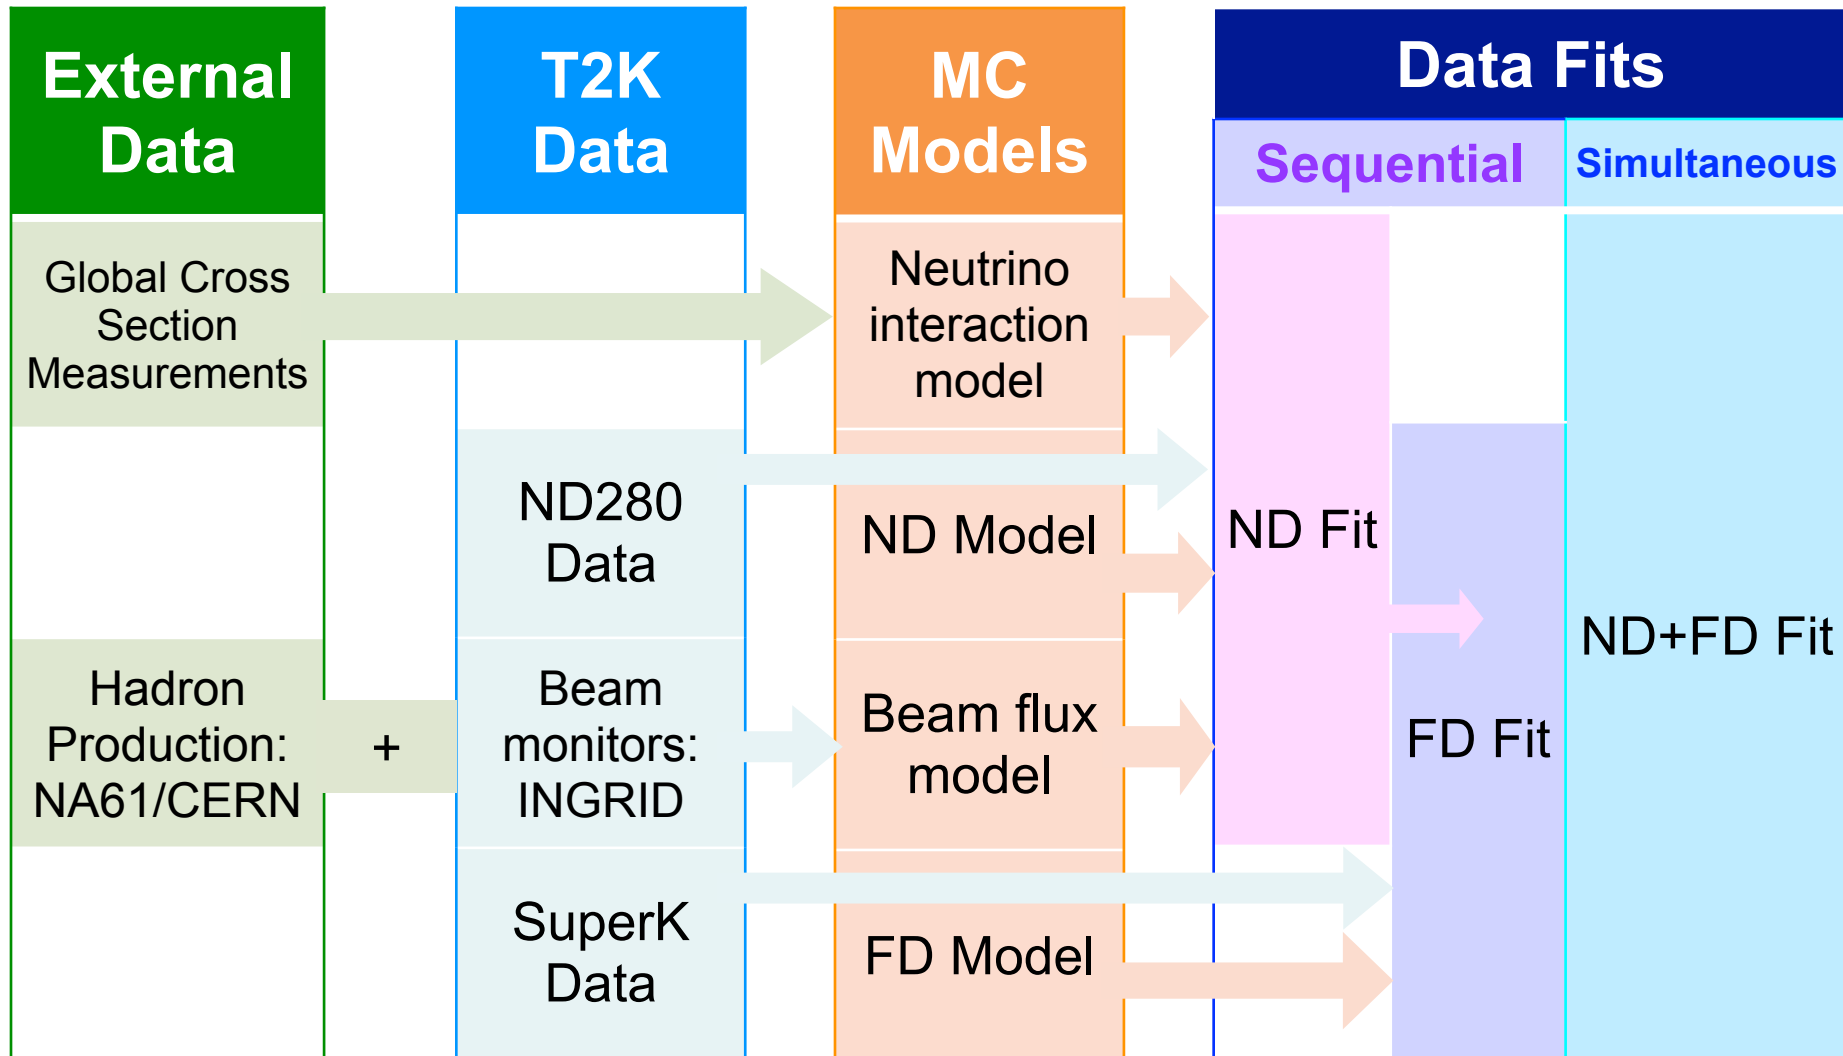 External
Data
T2K
Data
MC
Models
Data Fits
Sequential
Simultaneous
Global Cross
Section
Measurements
Neutrino
interaction
model
ND280
Data
ND Model
ND Fit
ND+FD Fit
Hadron
Production:
NA61/CERN
+
Beam
monitors:
INGRID
Beam flux
model
FD Fit
SuperK
Data
FD Model